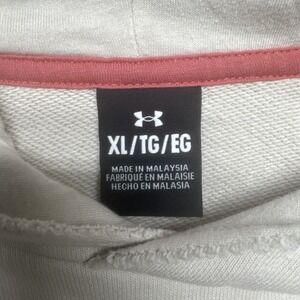 XL/TG/EG
MADE IN MALAYSIA
FABRIQUÉ EN MALAISIE
HECHO EN MALASIA